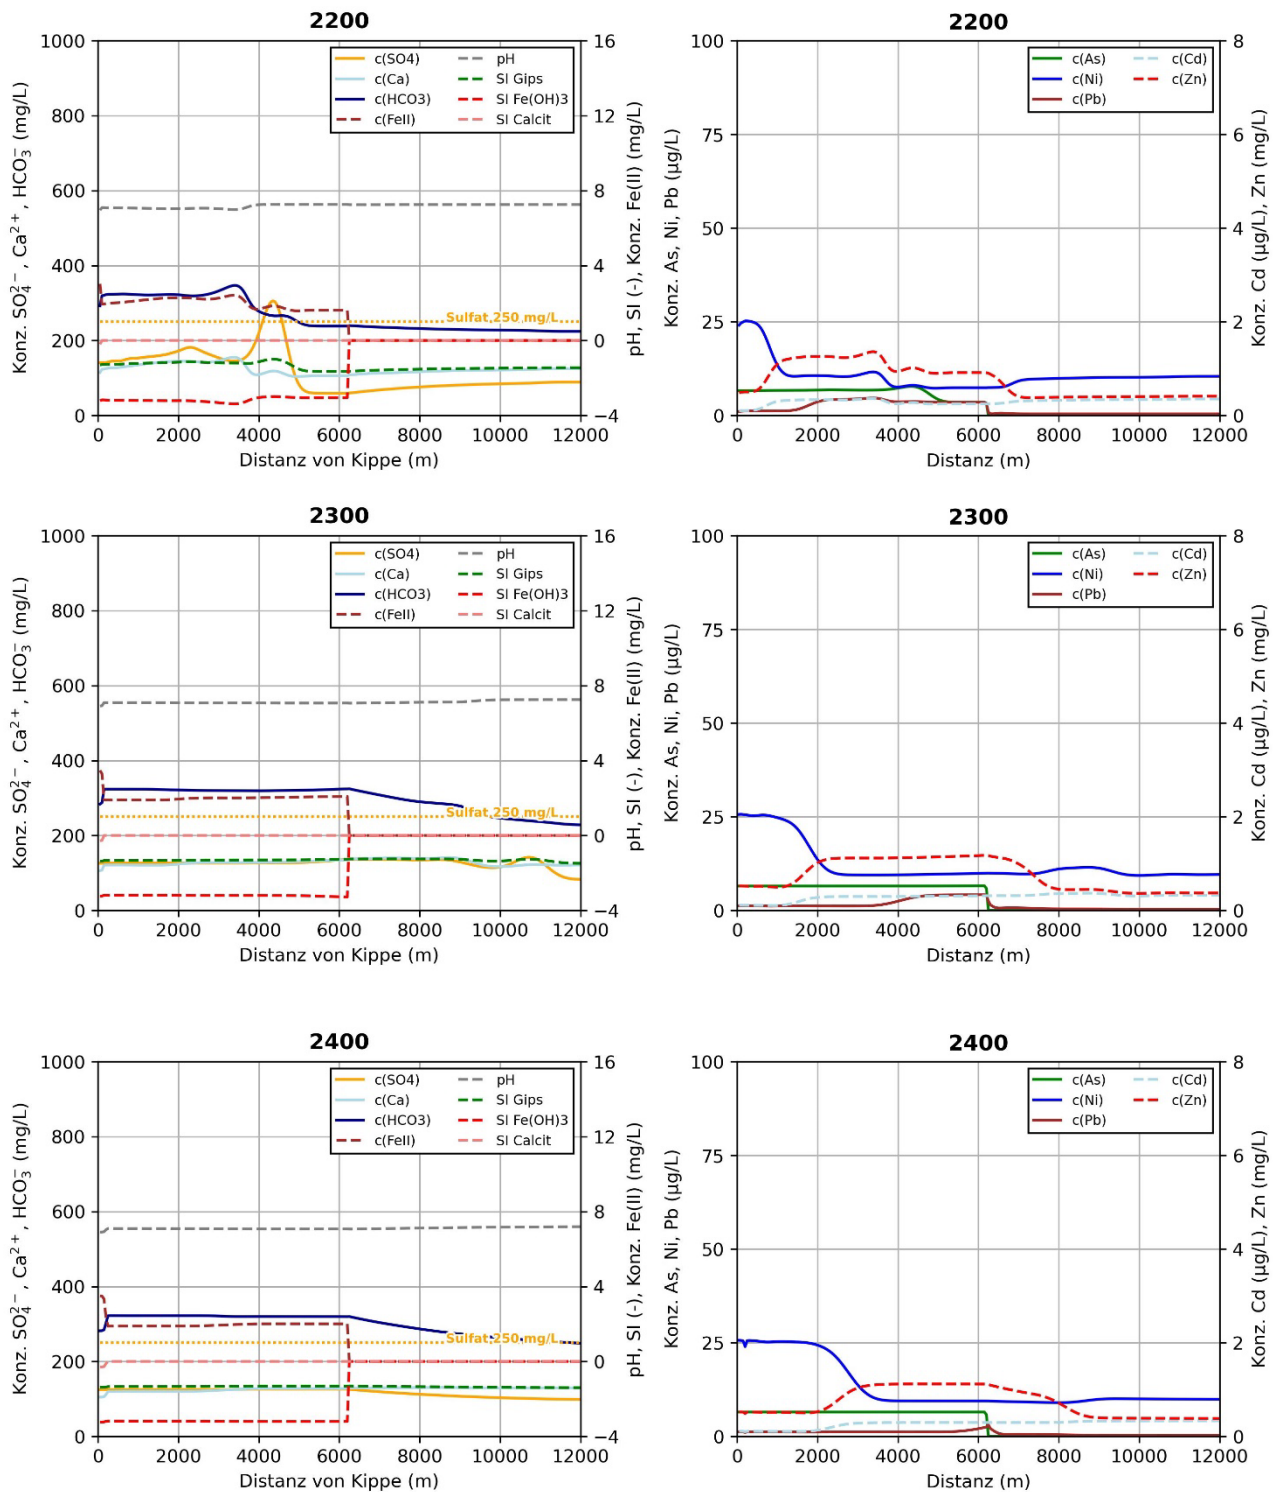 2200
1000
800
600
400
200
0
16
12
8
4
0
−4
0 2000 4000 6000 8000 10000 12000
Konz. SO₄²⁻, Ca²⁺, HCO₃⁻ (mg/L)
pH, SI (-), Konz. Fe(II) (mg/L)
Distanz von Kippe (m)
c(SO4) pH
c(Ca) SI Gips
c(HCO3) SI Fe(OH)3
c(FeII) SI Calcit
Sulfat 250 mg/L
2200
100
75
50
25
0
8
6
4
2
0
0 2000 4000 6000 8000 10000 12000
Konz. As, Ni, Pb (µg/L)
Konz. Cd (µg/L), Zn (mg/L)
Distanz (m)
c(As) c(Cd)
c(Ni) c(Zn)
c(Pb)
2300
1000
800
600
400
200
0
16
12
8
4
0
−4
0 2000 4000 6000 8000 10000 12000
Konz. SO₄²⁻, Ca²⁺, HCO₃⁻ (mg/L)
pH, SI (-), Konz. Fe(II) (mg/L)
Distanz von Kippe (m)
c(SO4) pH
c(Ca) SI Gips
c(HCO3) SI Fe(OH)3
c(FeII) SI Calcit
Sulfat 250 mg/L
2300
100
75
50
25
0
8
6
4
2
0
0 2000 4000 6000 8000 10000 12000
Konz. As, Ni, Pb (µg/L)
Konz. Cd (µg/L), Zn (mg/L)
Distanz (m)
c(As) c(Cd)
c(Ni) c(Zn)
c(Pb)
2400
1000
800
600
400
200
0
16
12
8
4
0
−4
0 2000 4000 6000 8000 10000 12000
Konz. SO₄²⁻, Ca²⁺, HCO₃⁻ (mg/L)
pH, SI (-), Konz. Fe(II) (mg/L)
Distanz von Kippe (m)
c(SO4) pH
c(Ca) SI Gips
c(HCO3) SI Fe(OH)3
c(FeII) SI Calcit
Sulfat 250 mg/L
2400
100
75
50
25
0
8
6
4
2
0
0 2000 4000 6000 8000 10000 12000
Konz. As, Ni, Pb (µg/L)
Konz. Cd (µg/L), Zn (mg/L)
Distanz (m)
c(As) c(Cd)
c(Ni) c(Zn)
c(Pb)